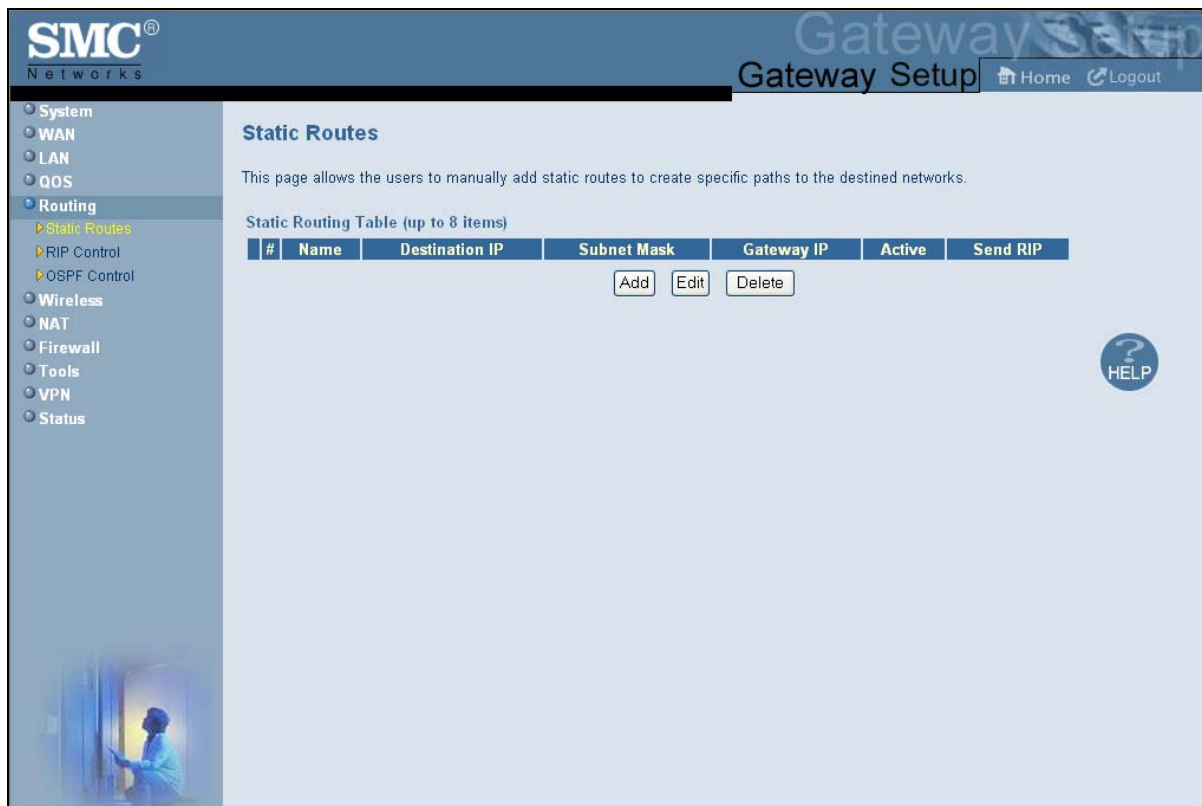 SMC®
Networks
Gateway Setup
Gateway Setup
Home
Logout
System
WAN
LAN
QOS
Routing
Static Routes
RIP Control
OSPF Control
Wireless
NAT
Firewall
Tools
VPN
Status
Static Routes
This page allows the users to manually add static routes to create specific paths to the destined networks.
Static Routing Table (up to 8 items)
# Name Destination IP Subnet Mask Gateway IP Active Send RIP
Add Edit Delete
?
HELP